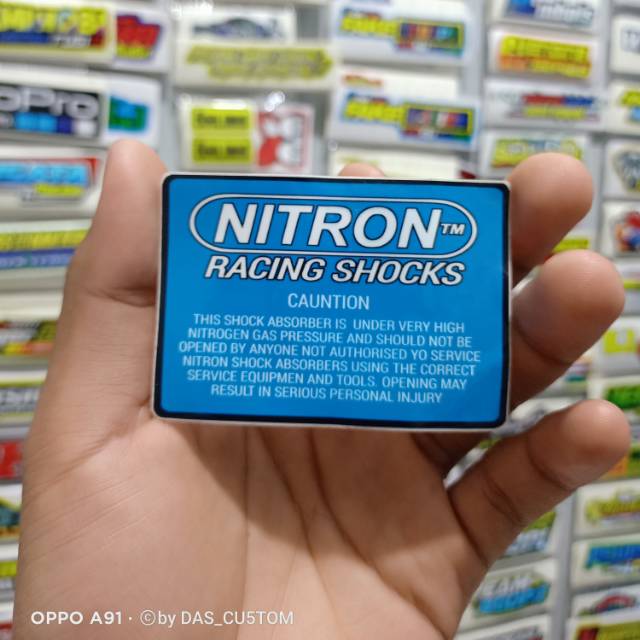 NITRON™
RACING SHOCKS
CAUNTION
THIS SHOCK ABSORBER IS UNDER VERY HIGH
NITROGEN GAS PRESSURE AND SHOULD NOT BE
OPENED BY ANYONE NOT AUTHORISED YO SERVICE
NITRON SHOCK ABSORBERS USING THE CORRECT
SERVICE EQUIPMEN AND TOOLS. OPENING MAY
RESULT IN SERIOUS PERSONAL INJURY
OPPO A91 · ©by DAS_CU5TOM